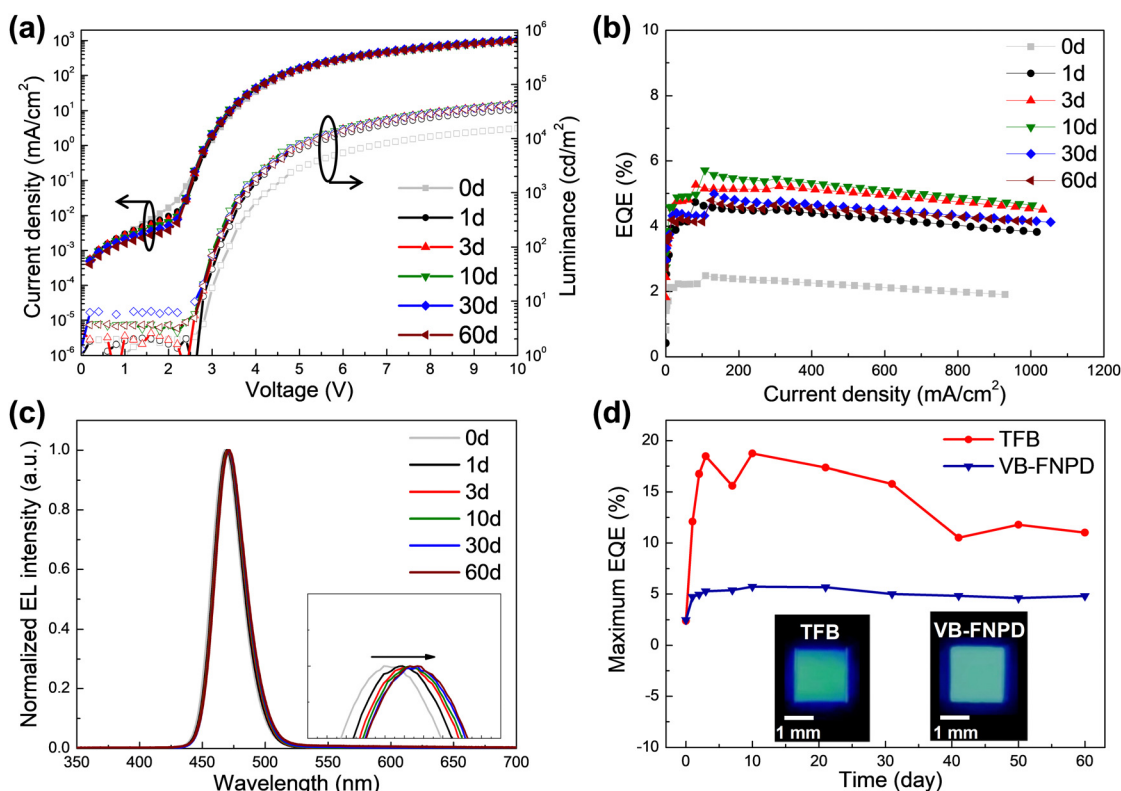 (a)
Current density (mA/cm²)
10³
10²
10¹
10⁰
10⁻¹
10⁻²
10⁻³
10⁻⁴
10⁻⁵
10⁻⁶
0 1 2 3 4 5 6 7 8 9 10
Voltage (V)
10⁶
10⁵
10⁴
10³
10²
10¹
10⁰
Luminance (cd/m²)
0d
1d
3d
10d
30d
60d
(b)
EQE (%)
10
8
6
4
2
0
0 200 400 600 800 1000 1200
Current density (mA/cm²)
0d
1d
3d
10d
30d
60d
(c)
Normalized EL intensity (a.u.)
1.0
0.8
0.6
0.4
0.2
0.0
350 400 450 500 550 600 650 700
Wavelength (nm)
0d
1d
3d
10d
30d
60d
(d)
Maximum EQE (%)
20
15
10
5
0
-5
-10
0 10 20 30 40 50 60
Time (day)
TFB
VB-FNPD
TFB
1 mm
VB-FNPD
1 mm